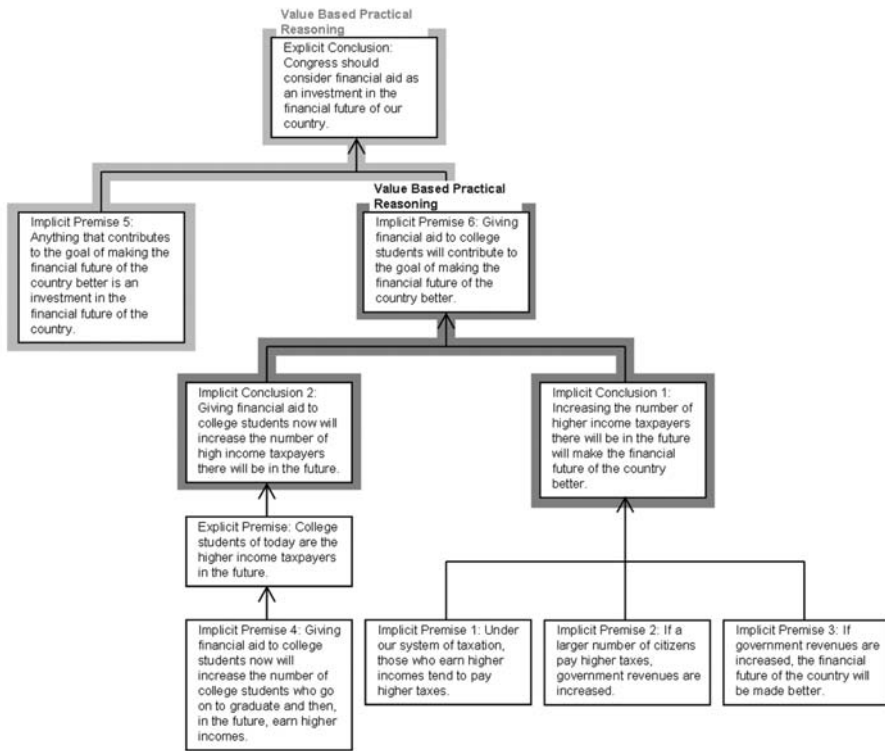 Value Based Practical
Reasoning
Explicit Conclusion:
Congress should
consider financial aid as
an investment in the
financial future of our
country.
Implicit Premise 5:
Anything that contributes
to the goal of making the
financial future of the
country better is an
investment in the
financial future of the
country.
Value Based Practical
Reasoning
Implicit Premise 6: Giving
financial aid to college
students will contribute to
the goal of making the
financial future of the
country better.
Implicit Conclusion 2:
Giving financial aid to
college students now will
increase the number of
high income taxpayers
there will be in the future.
Implicit Conclusion 1:
Increasing the number of
higher income taxpayers
there will be in the future
will make the financial
future of the country
better.
Explicit Premise: College
students of today are the
higher income taxpayers
in the future.
Implicit Premise 4: Giving
financial aid to college
students now will
increase the number of
college students who go
on to graduate and then,
in the future, earn higher
incomes.
Implicit Premise 1: Under
our system of taxation,
those who earn higher
incomes tend to pay
higher taxes.
Implicit Premise 2: If a
larger number of citizens
pay higher taxes,
government revenues are
increased.
Implicit Premise 3: If
government revenues are
increased, the financial
future of the country will
be made better.